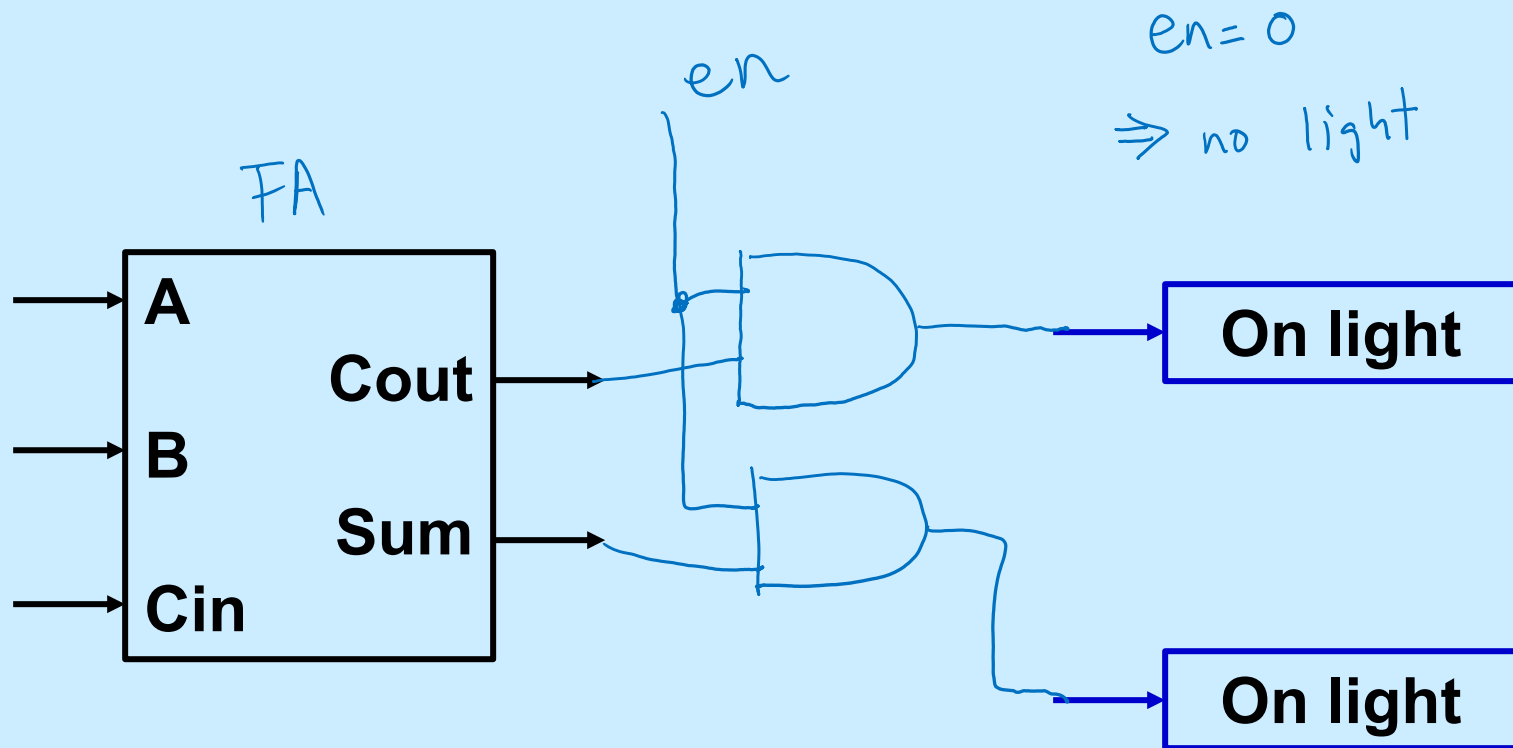 en= 0
en
⇒ no light
FA
A
Cout
On light
B
Sum
Cin
On light